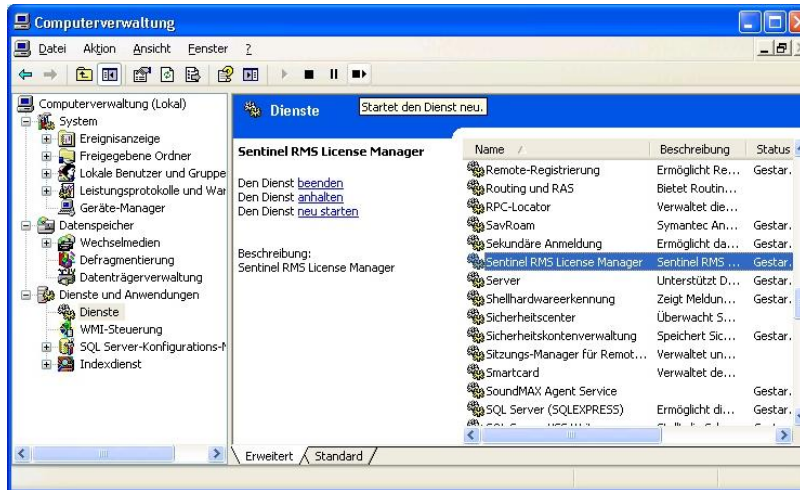 Computerverwaltung
Datei Aktion Ansicht Fenster ?
Startet den Dienst neu.
Computerverwaltung (Lokal)
System
Ereignisanzeige
Freigegebene Ordner
Lokale Benutzer und Gruppe
Leistungsprotokolle und War
Geräte-Manager
Datenspeicher
Wechselmedien
Defragmentierung
Datenträgerverwaltung
Dienste und Anwendungen
Dienste
WMI-Steuerung
SQL Server-Konfigurations-M
Indexdienst
Dienste
Sentinel RMS License Manager
Den Dienst beenden
Den Dienst anhalten
Den Dienst neu starten
Beschreibung:
Sentinel RMS License Manager
Name Beschreibung Status
Remote-Registrierung Ermöglicht Re... Gestar.
Routing und RAS Bietet Routin...
RPC-Locator Verwaltet die...
SavRoam Symantec An... Gestar.
Sekundäre Anmeldung Ermöglicht da... Gestar.
Sentinel RMS License Manager Sentinel RMS ... Gestar.
Server Unterstützt D... Gestar.
Shellhardwareerkennung Zeigt Meldun... Gestar.
Sicherheitscenter Überwacht S...
Sicherheitskontenverwaltung Speichert Sic... Gestar.
Sitzungs-Manager für Remot... Verwaltet un...
Smartcard Verwaltet de...
SoundMAX Agent Service Gestar.
SQL Server (SQLEXPRESS) Ermöglicht di... Gestar.
Erweitert Standard